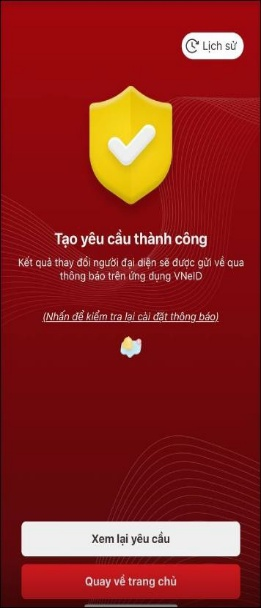 Lịch sử
Tạo yêu cầu thành công
Kết quả thay đổi người đại diện sẽ được gửi về qua
thông báo trên ứng dụng VNeID
(Nhấn để kiểm tra lại cài đặt thông báo)
Xem lại yêu cầu
Quay về trang chủ